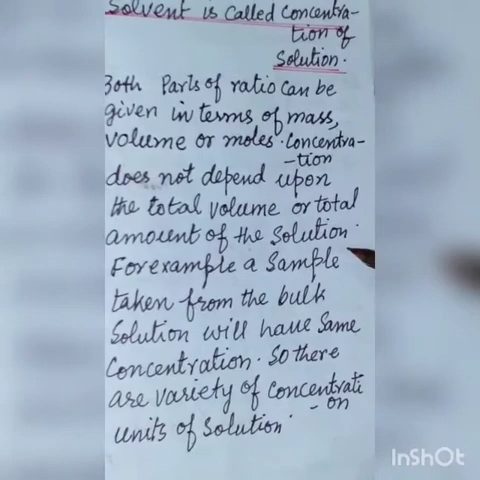 Solvent is called Concentra-
tion of
Solution.
Both Parts of ratio can be
given in terms of mass,
volume or moles. Concentra-
-tion
does not depend upon
the total volume or total
amount of the solution.
For example a Sample
taken from the bulk
Solution will have Same
Concentration. So there
are variety of Concentrati
-on
units of Solution.
InShOt